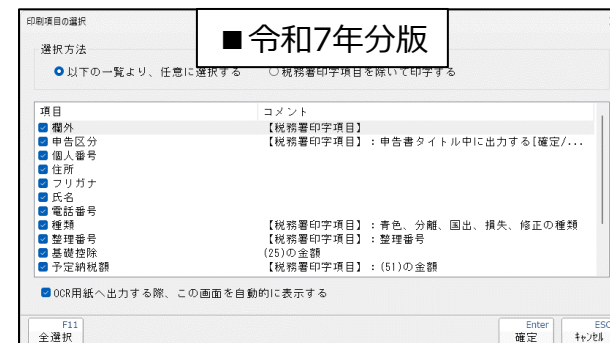 印刷項目の選択
■令和7年分版
選択方法
以下の一覧より、任意に選択する 税務署印字項目を除いて印字する
項目 コメント
欄外 【税務署印字項目】
申告区分 【税務署印字項目】：申告書タイトル中に出力する[確定/...
個人番号
住所
フリガナ
氏名
電話番号
種類 【税務署印字項目】：青色、分離、国出、損失、修正の種類
整理番号 【税務署印字項目】：整理番号
基礎控除 (25)の金額
予定納税額 【税務署印字項目】：(51)の金額
OCR用紙へ出力する際、この画面を自動的に表示する
F11 Enter ESC
全選択 確定 キャンセル